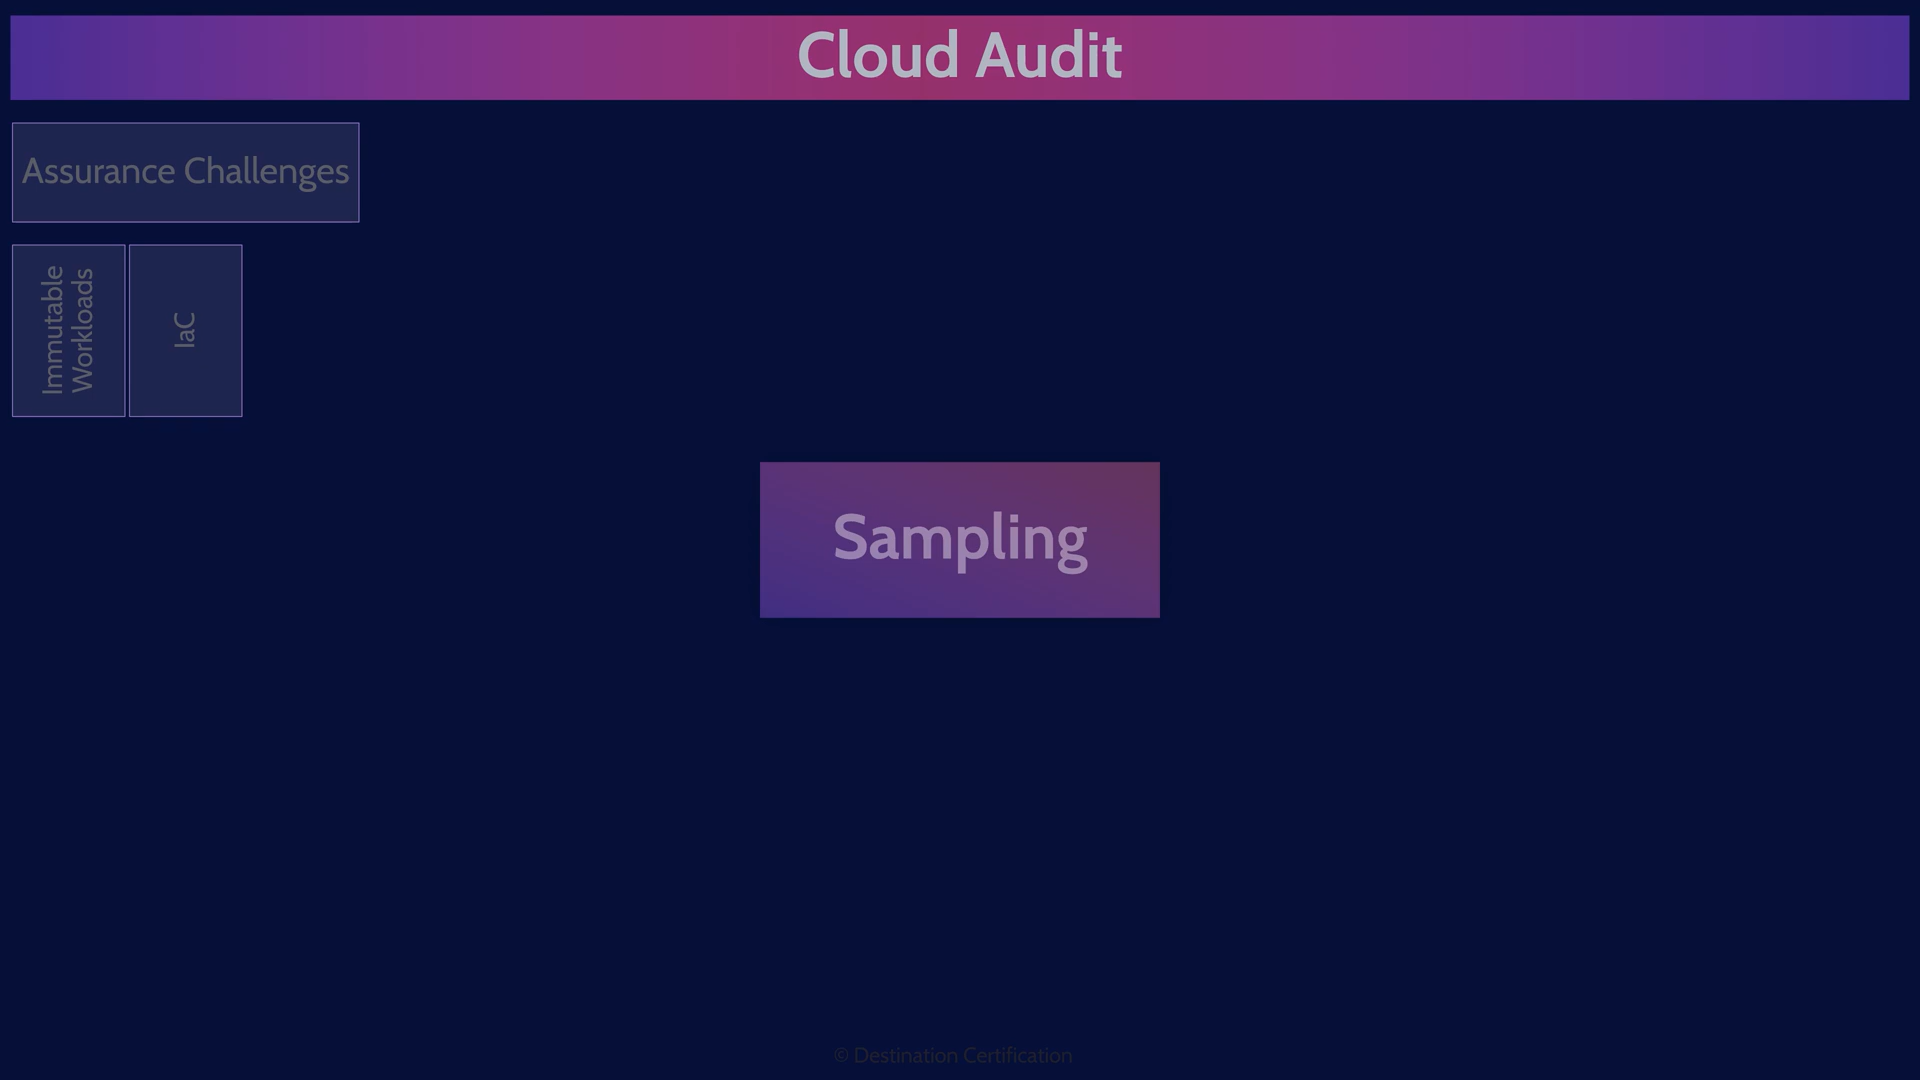 Cloud Audit
Assurance Challenges
Immutable
Workloads
IaC
Sampling
© Destination Certification